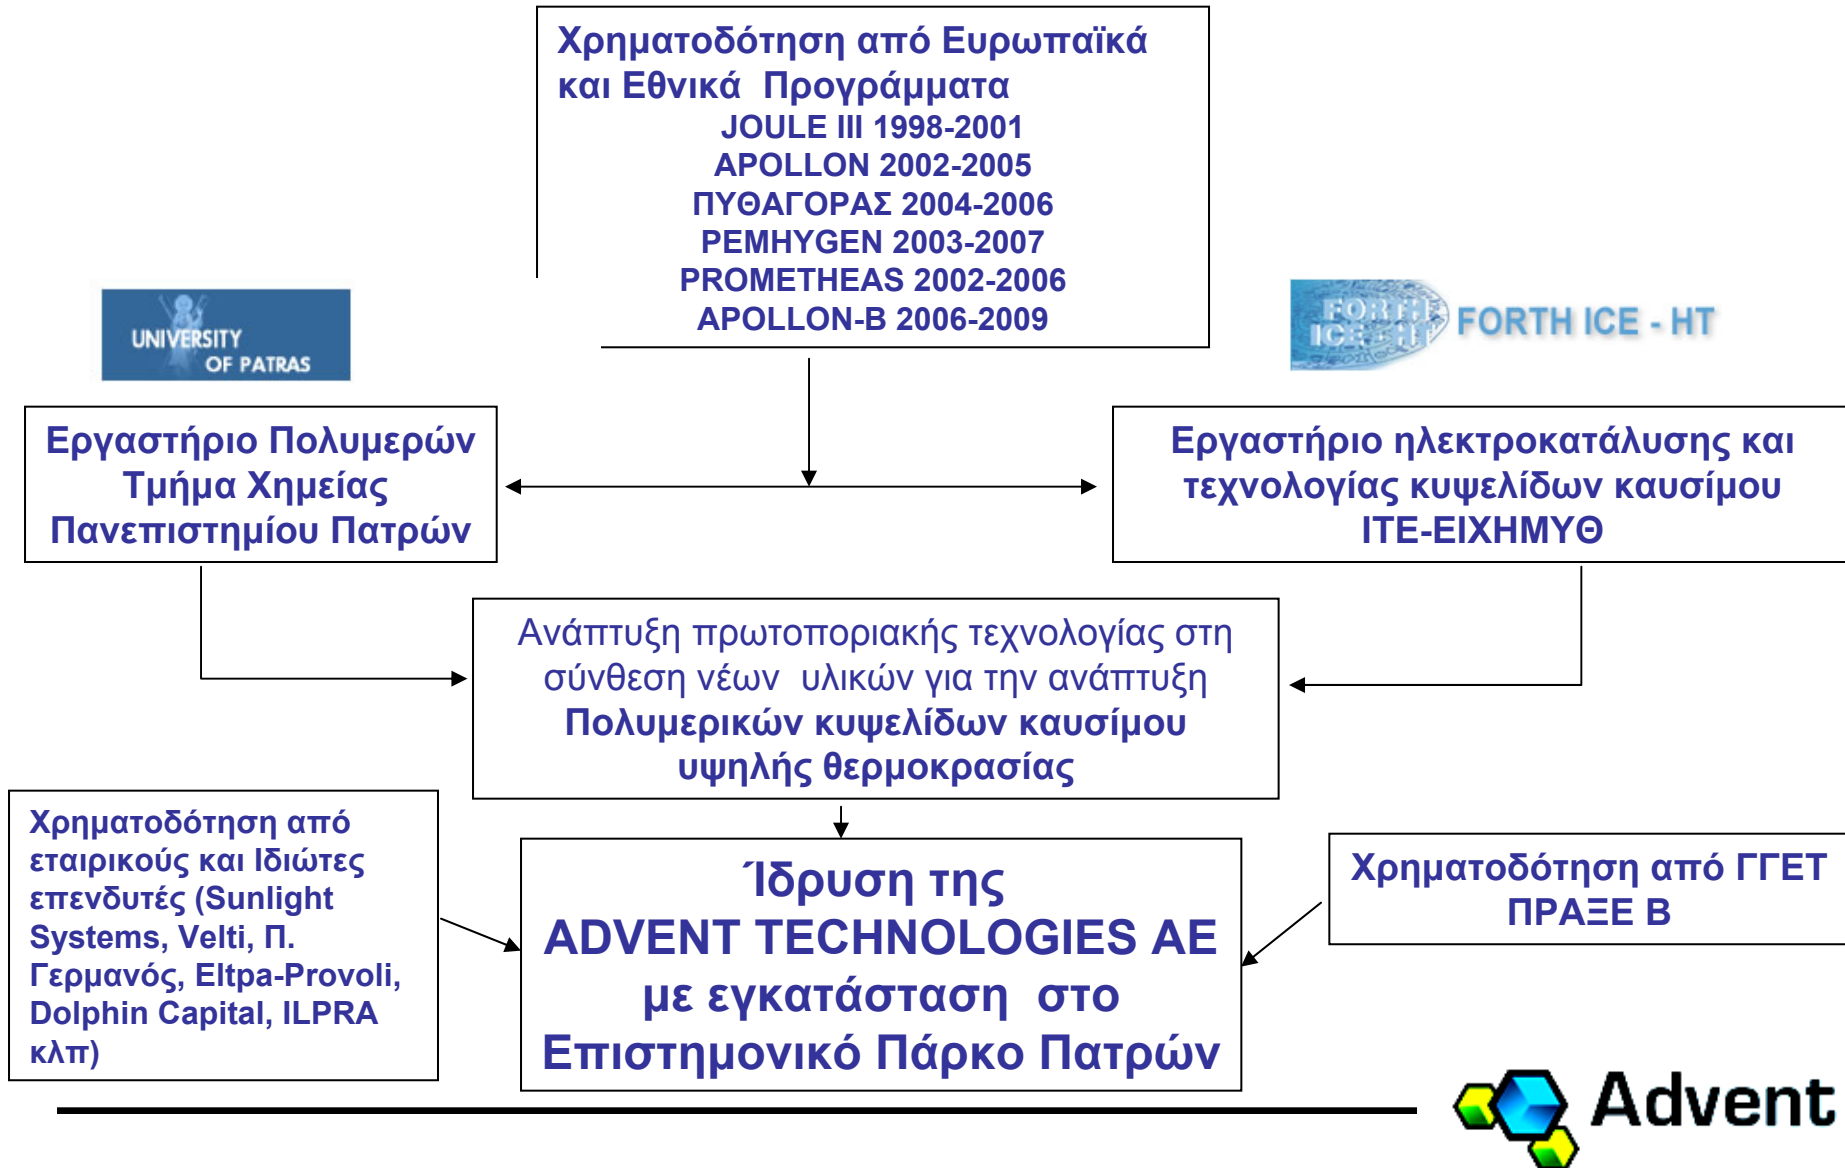 Χρηματοδότηση από Ευρωπαϊκά
και Εθνικά Προγράμματα
JOULE III 1998-2001
APOLLON 2002-2005
ΠΥΘΑΓΟΡΑΣ 2004-2006
PEMHYGEN 2003-2007
PROMETHEAS 2002-2006
APOLLON-B 2006-2009
UNIVERSITY
OF PATRAS
FORTH
ICE - HT
FORTH ICE - HT
Εργαστήριο Πολυμερών
Τμήμα Χημείας
Πανεπιστημίου Πατρών
Εργαστήριο ηλεκτροκατάλυσης και
τεχνολογίας κυψελίδων καυσίμου
ΙΤΕ-ΕΙΧΗΜΥΘ
Ανάπτυξη πρωτοποριακής τεχνολογίας στη
σύνθεση νέων υλικών για την ανάπτυξη
Πολυμερικών κυψελίδων καυσίμου
υψηλής θερμοκρασίας
Χρηματοδότηση από
εταιρικούς και Ιδιώτες
επενδυτές (Sunlight
Systems, Velti, Π.
Γερμανός, Eltpa-Provoli,
Dolphin Capital, ILPRA
κλπ)
Ίδρυση της
ADVENT TECHNOLOGIES AE
με εγκατάσταση στο
Επιστημονικό Πάρκο Πατρών
Χρηματοδότηση από ΓΓΕΤ
ΠΡΑΞΕ Β
Advent